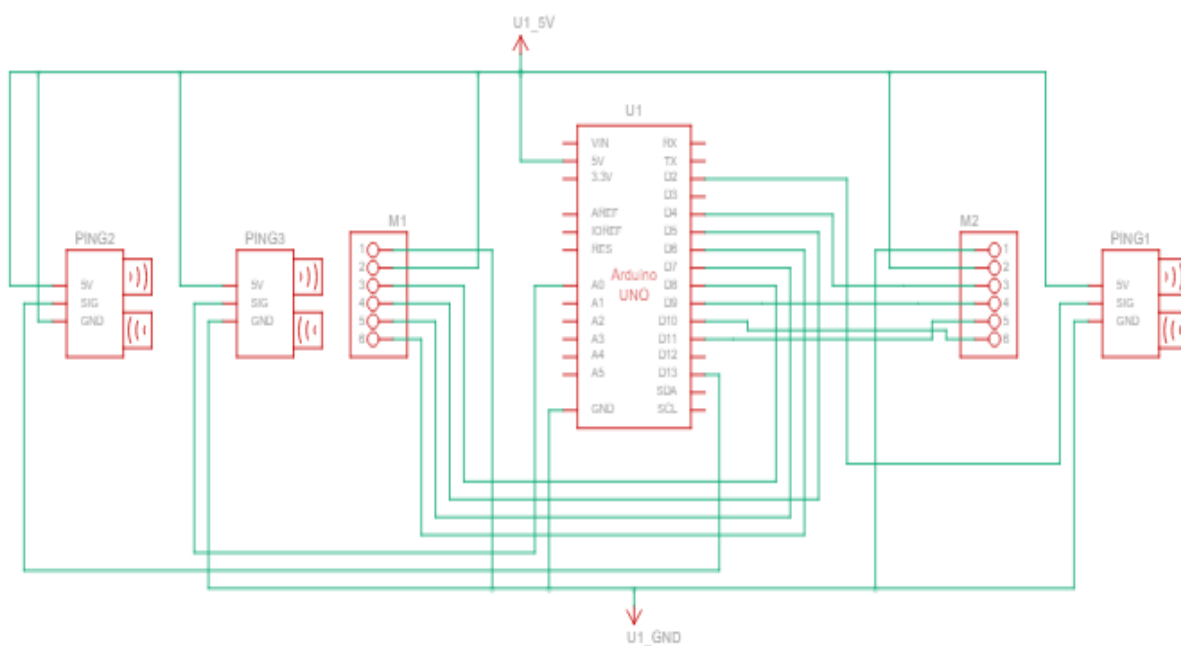 U1_5V
U1
VIN
5V
3.3V
AREF
IOREF
RES
A0
A1
A2
A3
A4
A5
GND
RX
TX
D2
D3
D4
D5
D6
D7
D8
D9
D10
D11
D12
D13
SDA
SCL
Arduino
UNO
PING2
5V
SIG
GND
PING3
5V
SIG
GND
M1
1
2
3
4
5
6
M2
1
2
3
4
5
6
PING1
5V
SIG
GND
U1_GND